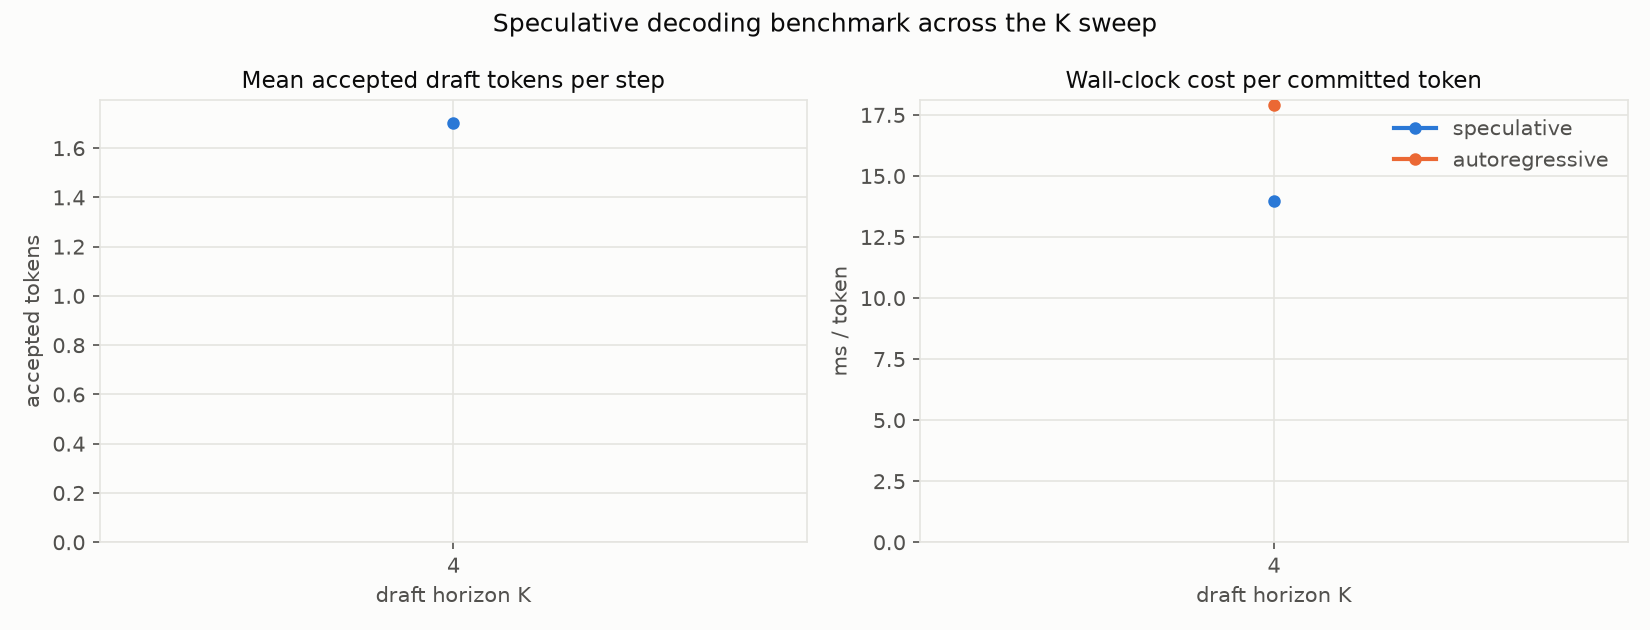 Speculative decoding benchmark across the K sweep
Mean accepted draft tokens per step
accepted tokens
1.6
1.4
1.2
1.0
0.8
0.6
0.4
0.2
0.0
4
draft horizon K
Wall-clock cost per committed token
ms / token
17.5
15.0
12.5
10.0
7.5
5.0
2.5
0.0
speculative
autoregressive
4
draft horizon K